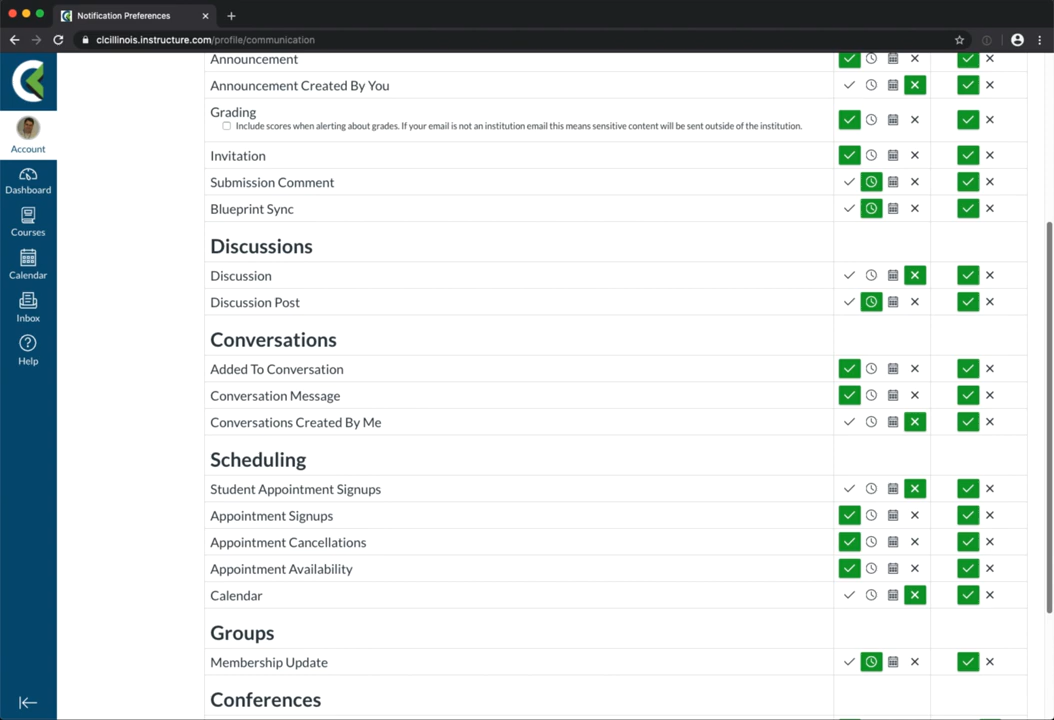 Notification Preferences
clcillinois.instructure.com/profile/communication
Account
Dashboard
Courses
Calendar
Inbox
Help
Announcement
Announcement Created By You
Grading
Include scores when alerting about grades. If your email is not an institution email this means sensitive content will be sent outside of the institution.
Invitation
Submission Comment
Blueprint Sync
Discussions
Discussion
Discussion Post
Conversations
Added To Conversation
Conversation Message
Conversations Created By Me
Scheduling
Student Appointment Signups
Appointment Signups
Appointment Cancellations
Appointment Availability
Calendar
Groups
Membership Update
Conferences